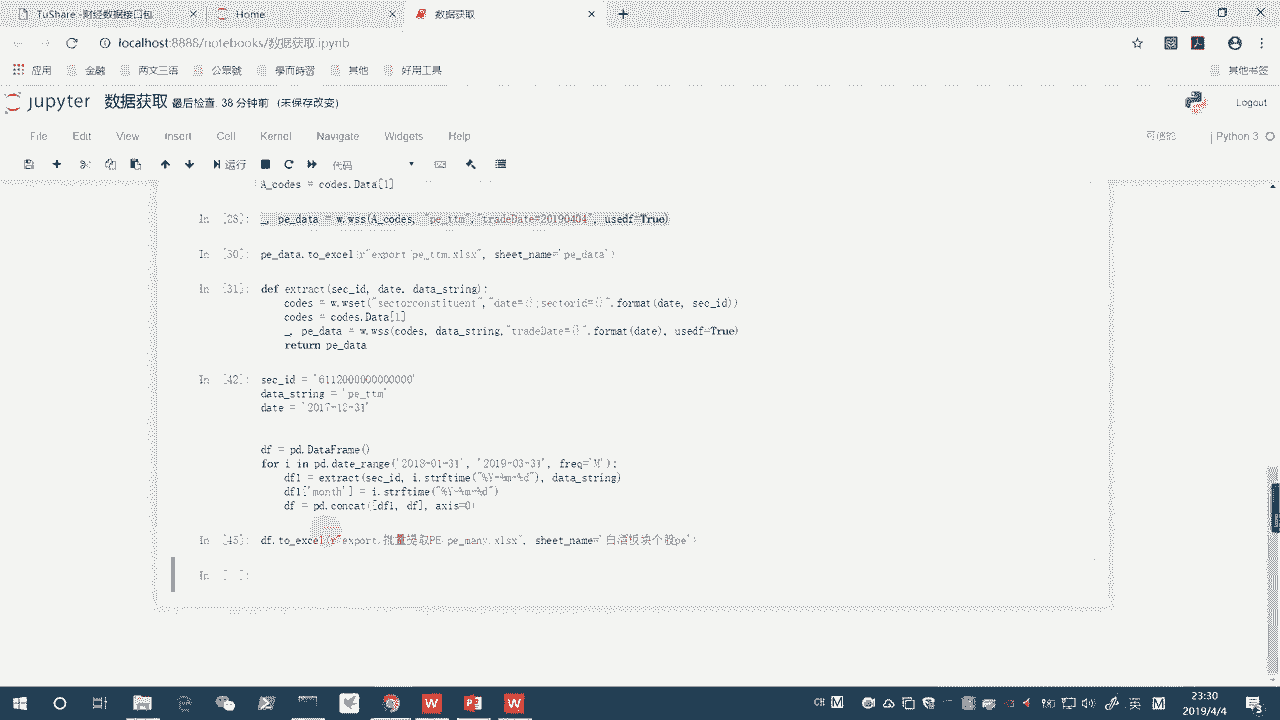 TuShare -财经数据接口包
Home
数据获取
localhost:8888/notebooks/数据获取.ipynb
应用 金融 两文三语 公眾號 學而時習 其他 好用工具 其他书签
jupyter 数据获取 最后检查: 38 分钟前 (未保存改变) Logout
File Edit View Insert Cell Kernel Navigate Widgets Help 可信的 | Python 3
运行 代码
A_codes = codes.Data[1]
_, pe_data = w.wss(A_codes, "pe_ttm","tradeDate=20190404", usedf=True)
pe_data.to_excel(r"export\pe_ttm.xlsx", sheet_name='pe_data')
In [31]: def extract(sec_id, date, data_string):
codes = w.wset("sectorconstituent","date={};sectorid={}".format(date, sec_id))
codes = codes.Data[1]
_, pe_data = w.wss(codes, data_string,"tradeDate={}".format(date), usedf=True)
return pe_data
In [42]: sec_id = '6112000000000000'
data_string = 'pe_ttm'
date = '2017-12-31'
df = pd.DataFrame()
for i in pd.date_range('2018-01-31', '2019-03-31', freq='M'):
df1 = extract(sec_id, i.strftime("%Y-%m-%d"), data_string)
df1['month'] = i.strftime("%Y-%m-%d")
df = pd.concat([df1, df], axis=0)
df.to_excel(r"export\批量提取PE\pe_many.xlsx", sheet_name='白酒板块个股pe')
In [ ]:
CH M 英 M 23:30
2019/4/4